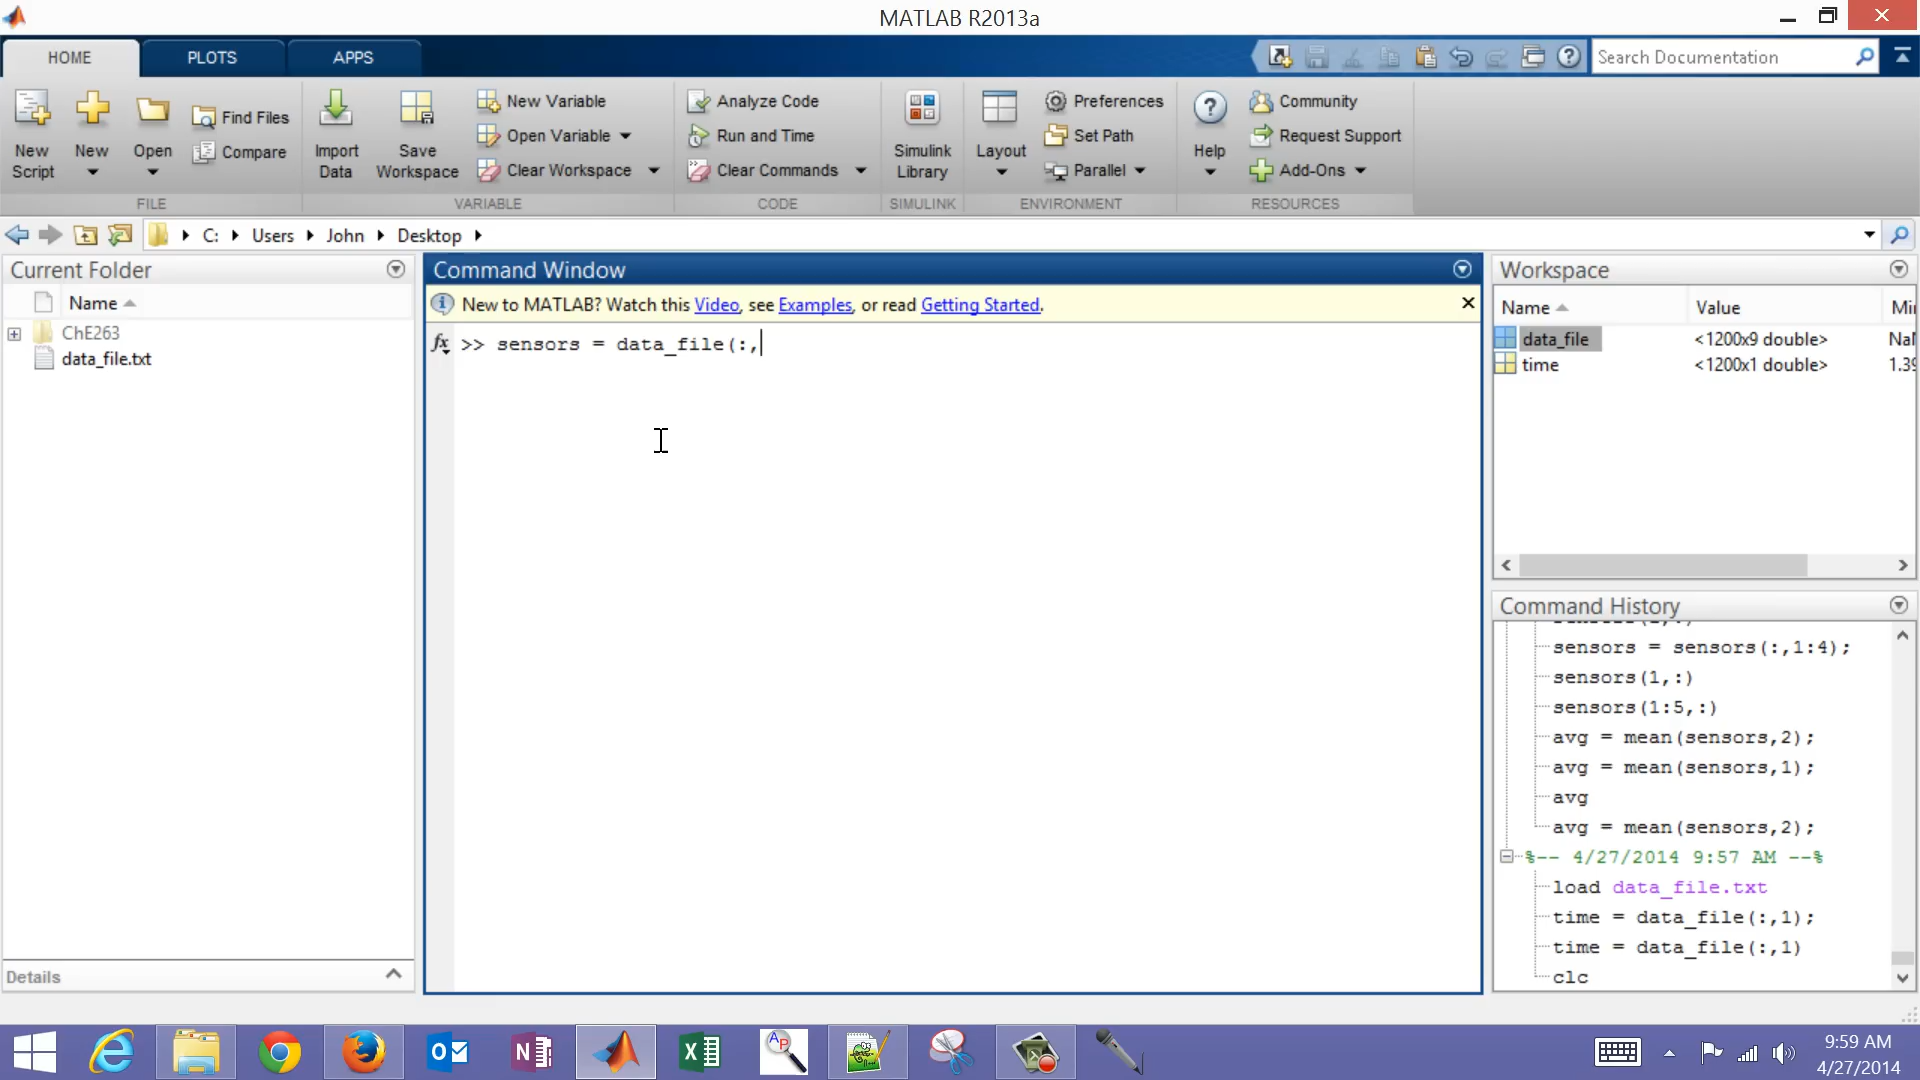 MATLAB R2013a
HOME
PLOTS
APPS
Search Documentation
New Script
New
Open
Find Files
Compare
FILE
Import Data
Save Workspace
New Variable
Open Variable
Clear Workspace
VARIABLE
Analyze Code
Run and Time
Clear Commands
CODE
Simulink Library
SIMULINK
Layout
Preferences
Set Path
Parallel
ENVIRONMENT
Help
Community
Request Support
Add-Ons
RESOURCES
C: Users John Desktop
Current Folder
Name
ChE263
data_file.txt
Details
Command Window
New to MATLAB? Watch this Video, see Examples, or read Getting Started.
fx >> sensors = data_file(:,
Workspace
Name Value
data_file <1200x9 double>
time <1200x1 double>
Command History
sensors = sensors(:,1:4);
sensors(1,:)
sensors(1:5,:)
avg = mean(sensors,2);
avg = mean(sensors,1);
avg
avg = mean(sensors,2);
%-- 4/27/2014 9:57 AM --%
load data_file.txt
time = data_file(:,1);
time = data_file(:,1)
clc
9:59 AM
4/27/2014